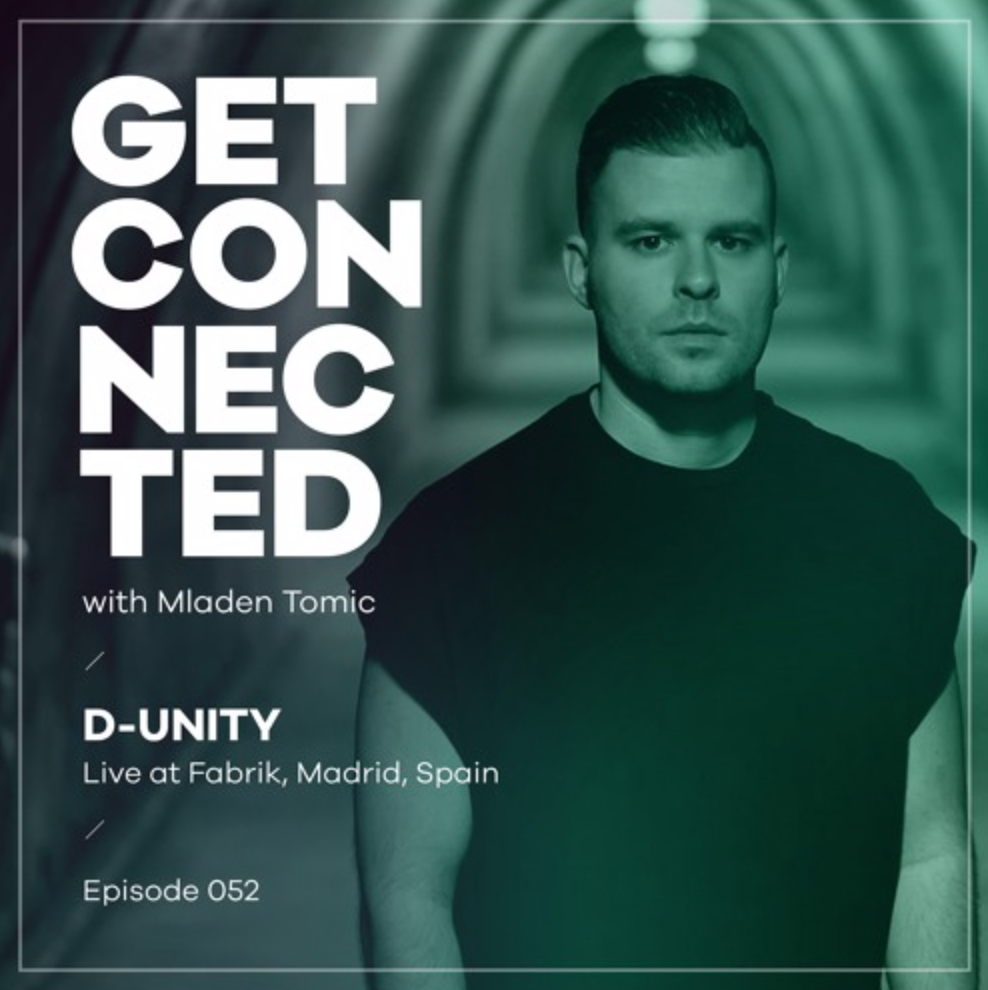 GET
CON
NEC
TED
with Mladen Tomic
D-UNITY
Live at Fabrik, Madrid, Spain
Episode 052